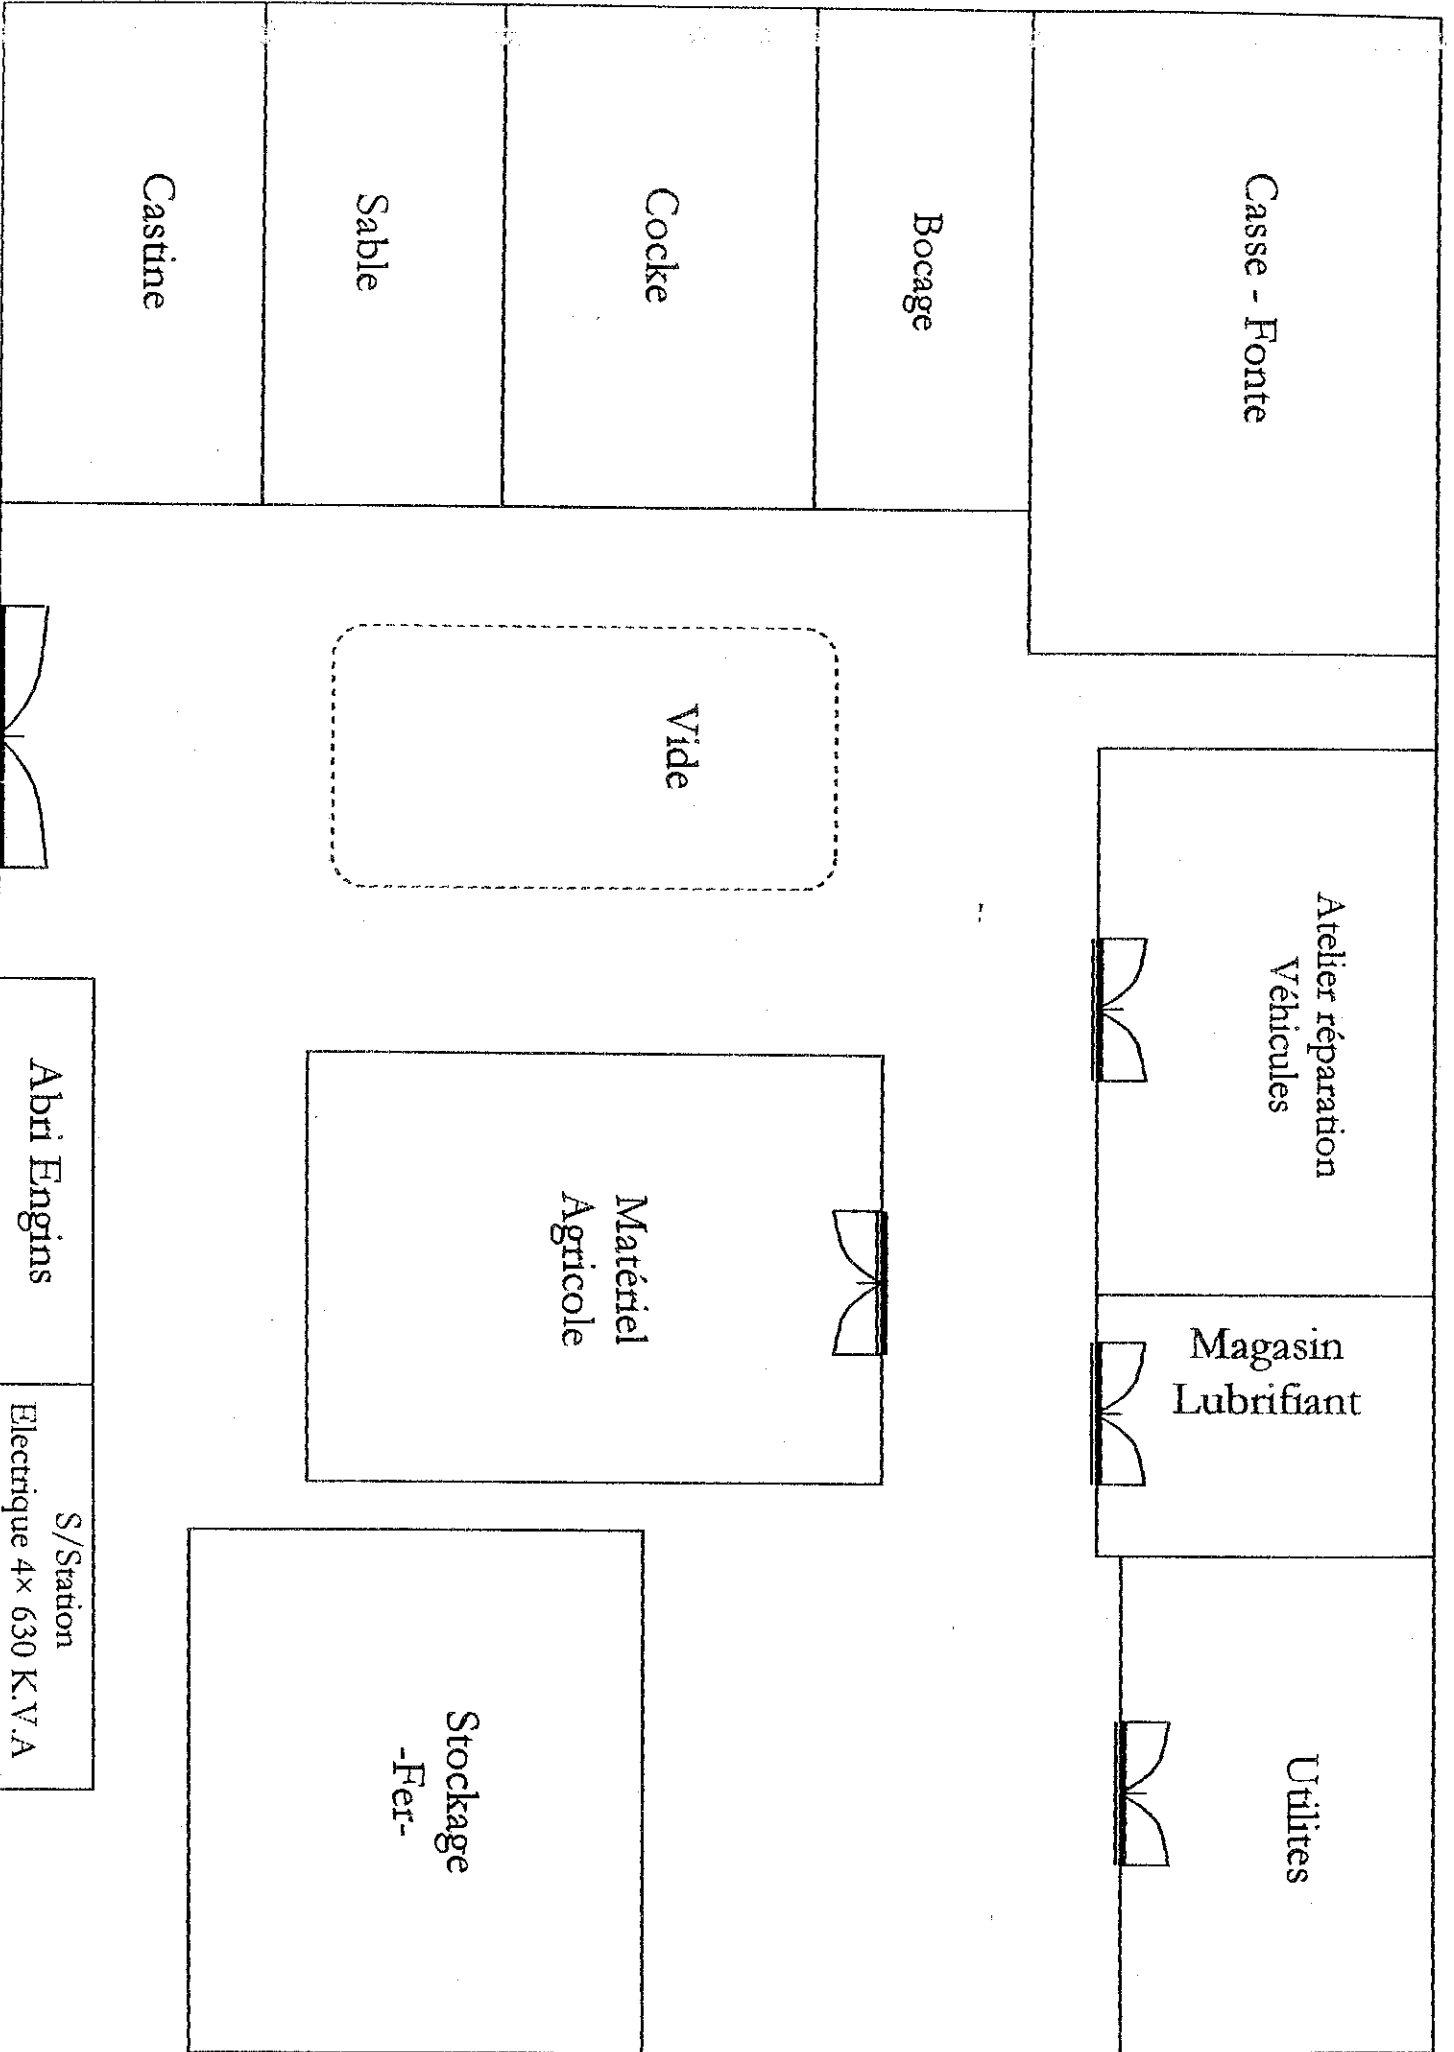 Casse - Fonte
Bocage
Cocke
Sable
Castine
Vide
Atelier réparation
Véhicules
Magasin
Lubrifiant
Utilites
Matériel
Agricole
Stockage
-Fer-
Abri Engins
S/Station
Electrique 4× 630 K.V.A